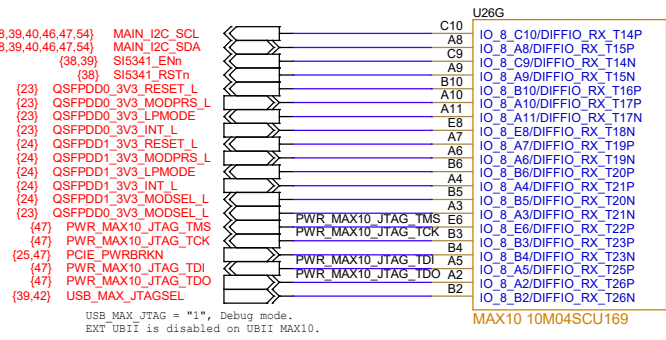 U26G
8,39,40,46,47,54} MAIN_I2C_SCL C10 IO_8_C10/DIFFIO_RX_T14P
8,39,40,46,47,54} MAIN_I2C_SDA A8 IO_8_A8/DIFFIO_RX_T15P
{38,39} SI5341_ENn C9 IO_8_C9/DIFFIO_RX_T14N
{38} SI5341_RSTn A9 IO_8_A9/DIFFIO_RX_T15N
{23} QSFPDD0_3V3_RESET_L B10 IO_8_B10/DIFFIO_RX_T16P
{23} QSFPDD0_3V3_MODPRS_L A10 IO_8_A10/DIFFIO_RX_T17P
{23} QSFPDD0_3V3_LPMODE A11 IO_8_A11/DIFFIO_RX_T17N
{23} QSFPDD0_3V3_INT_L E8 IO_8_E8/DIFFIO_RX_T18N
{24} QSFPDD1_3V3_RESET_L A7 IO_8_A7/DIFFIO_RX_T19P
{24} QSFPDD1_3V3_MODPRS_L A6 IO_8_A6/DIFFIO_RX_T19N
{24} QSFPDD1_3V3_LPMODE B6 IO_8_B6/DIFFIO_RX_T20P
{24} QSFPDD1_3V3_INT_L A4 IO_8_A4/DIFFIO_RX_T21P
{24} QSFPDD1_3V3_MODSEL_L B5 IO_8_B5/DIFFIO_RX_T20N
{23} QSFPDD0_3V3_MODSEL_L A3 IO_8_A3/DIFFIO_RX_T21N
{47} PWR_MAX10_JTAG_TMS PWR_MAX10_JTAG_TMS E6 IO_8_E6/DIFFIO_RX_T22P
{47} PWR_MAX10_JTAG_TCK PWR_MAX10_JTAG_TCK B3 IO_8_B3/DIFFIO_RX_T23P
{25,47} PCIE_PWRBRKN B4 IO_8_B4/DIFFIO_RX_T23N
{47} PWR_MAX10_JTAG_TDI PWR_MAX10_JTAG_TDI A5 IO_8_A5/DIFFIO_RX_T25P
{47} PWR_MAX10_JTAG_TDO PWR_MAX10_JTAG_TDO A2 IO_8_A2/DIFFIO_RX_T26P
{39,42} USB_MAX_JTAGSEL B2 IO_8_B2/DIFFIO_RX_T26N
USB_MAX_JTAG = "1", Debug mode.
EXT UBII is disabled on UBII MAX10.
MAX10 10M04SCU169